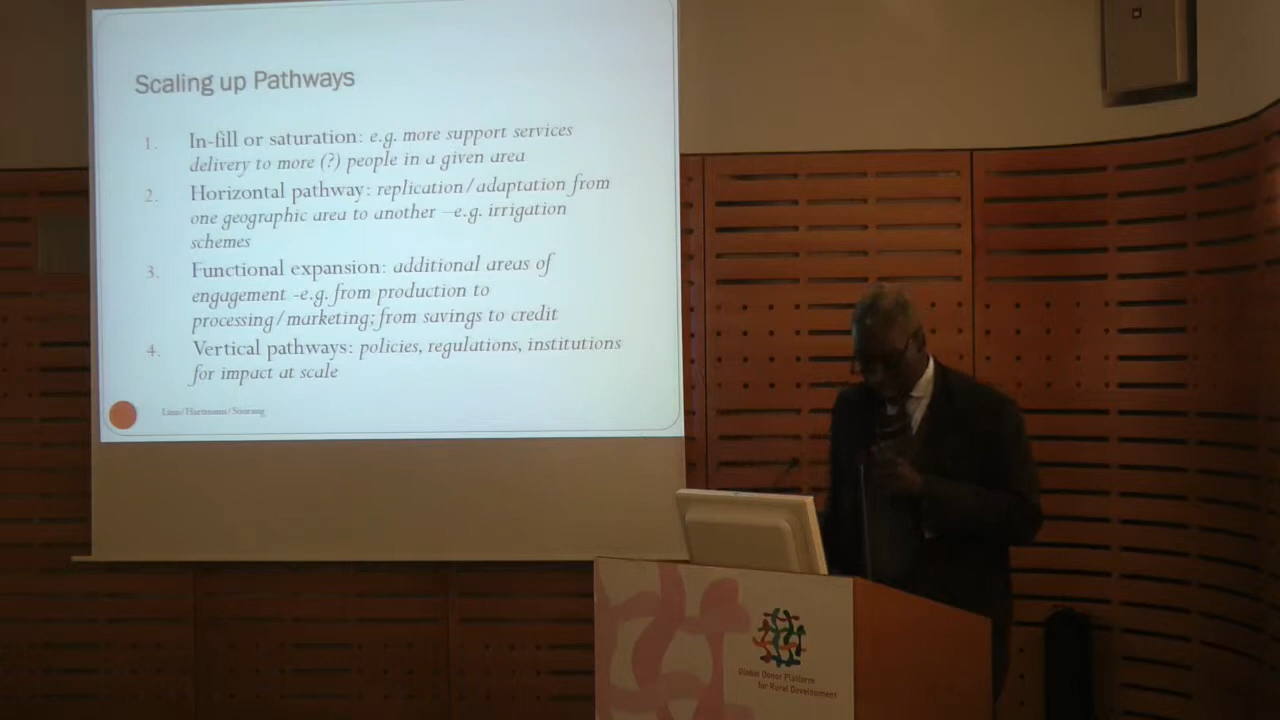 Scaling up Pathways
1. In-fill or saturation: e.g. more support services
delivery to more (?) people in a given area
2. Horizontal pathway: replication/adaptation from
one geographic area to another –e.g. irrigation
schemes
3. Functional expansion: additional areas of
engagement -e.g. from production to
processing/marketing; from savings to credit
4. Vertical pathways: policies, regulations, institutions
for impact at scale
Linn/Hartmann/Soorang
Global Donor Platform
for Rural Development